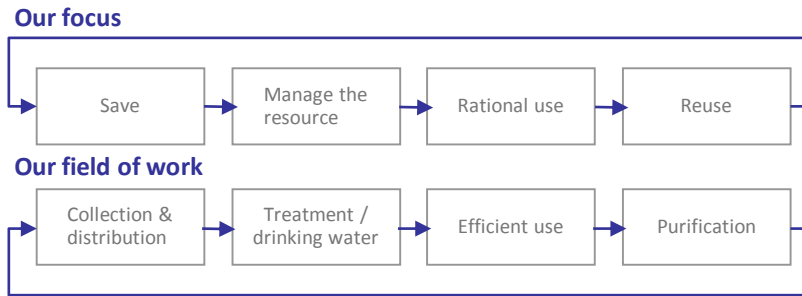 Our focus
Save
Manage the
resource
Rational use
Reuse
Our field of work
Collection &
distribution
Treatment /
drinking water
Efficient use
Purification